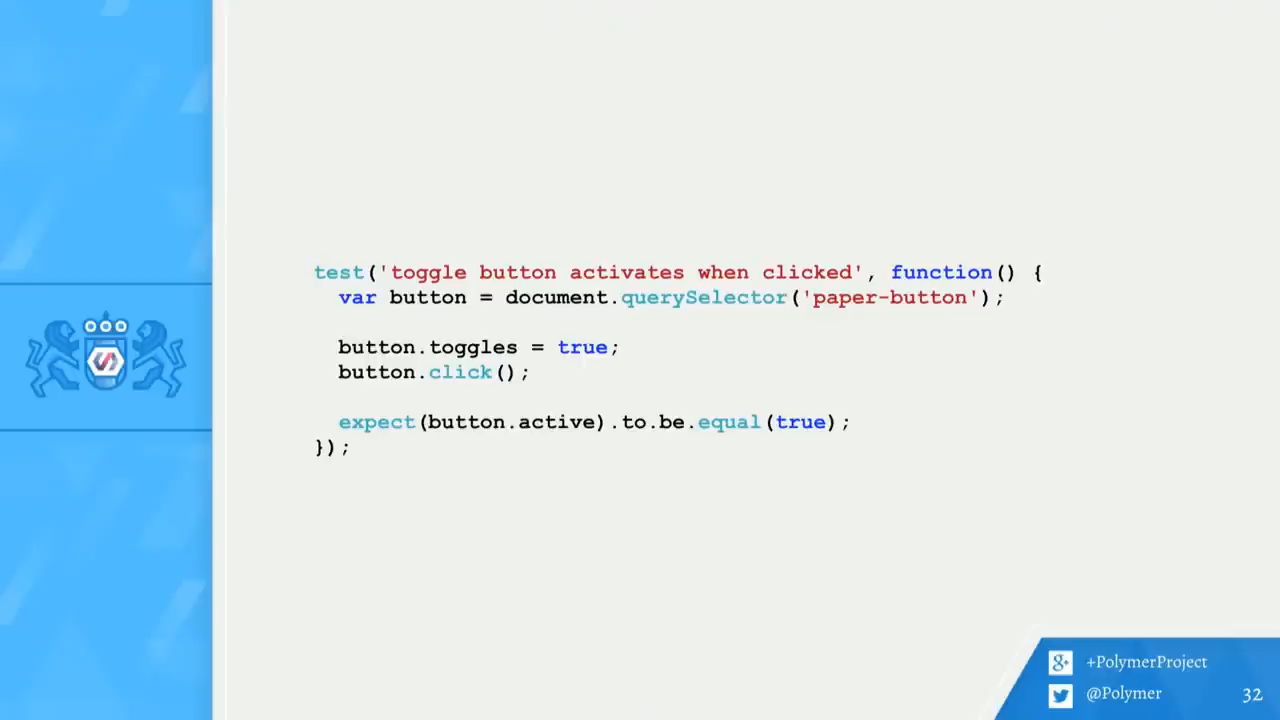 test('toggle button activates when clicked', function() {
  var button = document.querySelector('paper-button');

  button.toggles = true;
  button.click();

  expect(button.active).to.be.equal(true);
});
g+ +PolymerProject
@Polymer
32